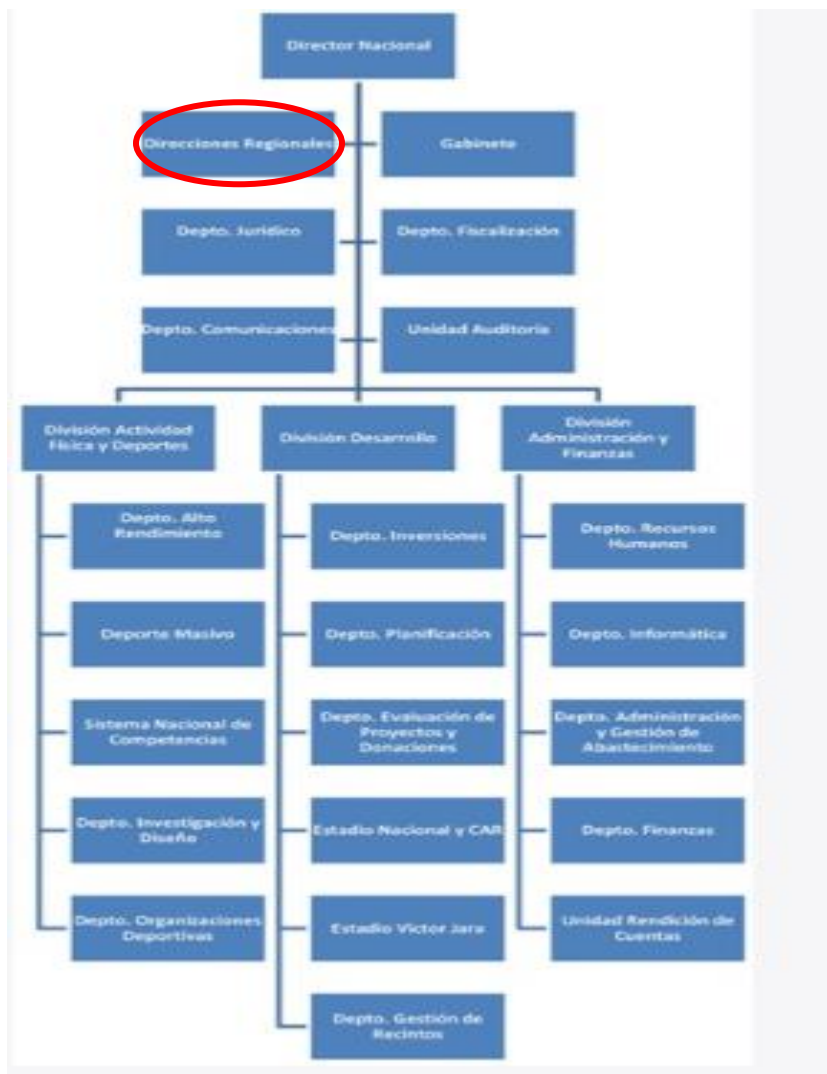 Director Nacional
Direcciones Regionales
Gabinete
Depto. Jurídico
Depto. Fiscalización
Depto. Comunicaciones
Unidad Auditoría
División Actividad
Física y Deportes
División Desarrollo
División
Administración y
Finanzas
Depto. Alto
Rendimiento
Depto. Inversiones
Depto. Recursos
Humanos
Deporte Masivo
Depto. Planificación
Depto. Informática
Sistema Nacional de
Competencias
Depto. Evaluación de
Proyectos y
Donaciones
Depto. Administración
y Gestión de
Abastecimiento
Depto. Investigación y
Diseño
Estadio Nacional y CAR
Depto. Finanzas
Depto. Organizaciones
Deportivas
Estadio Victor Jara
Unidad Rendición de
Cuentas
Depto. Gestión de
Recintos